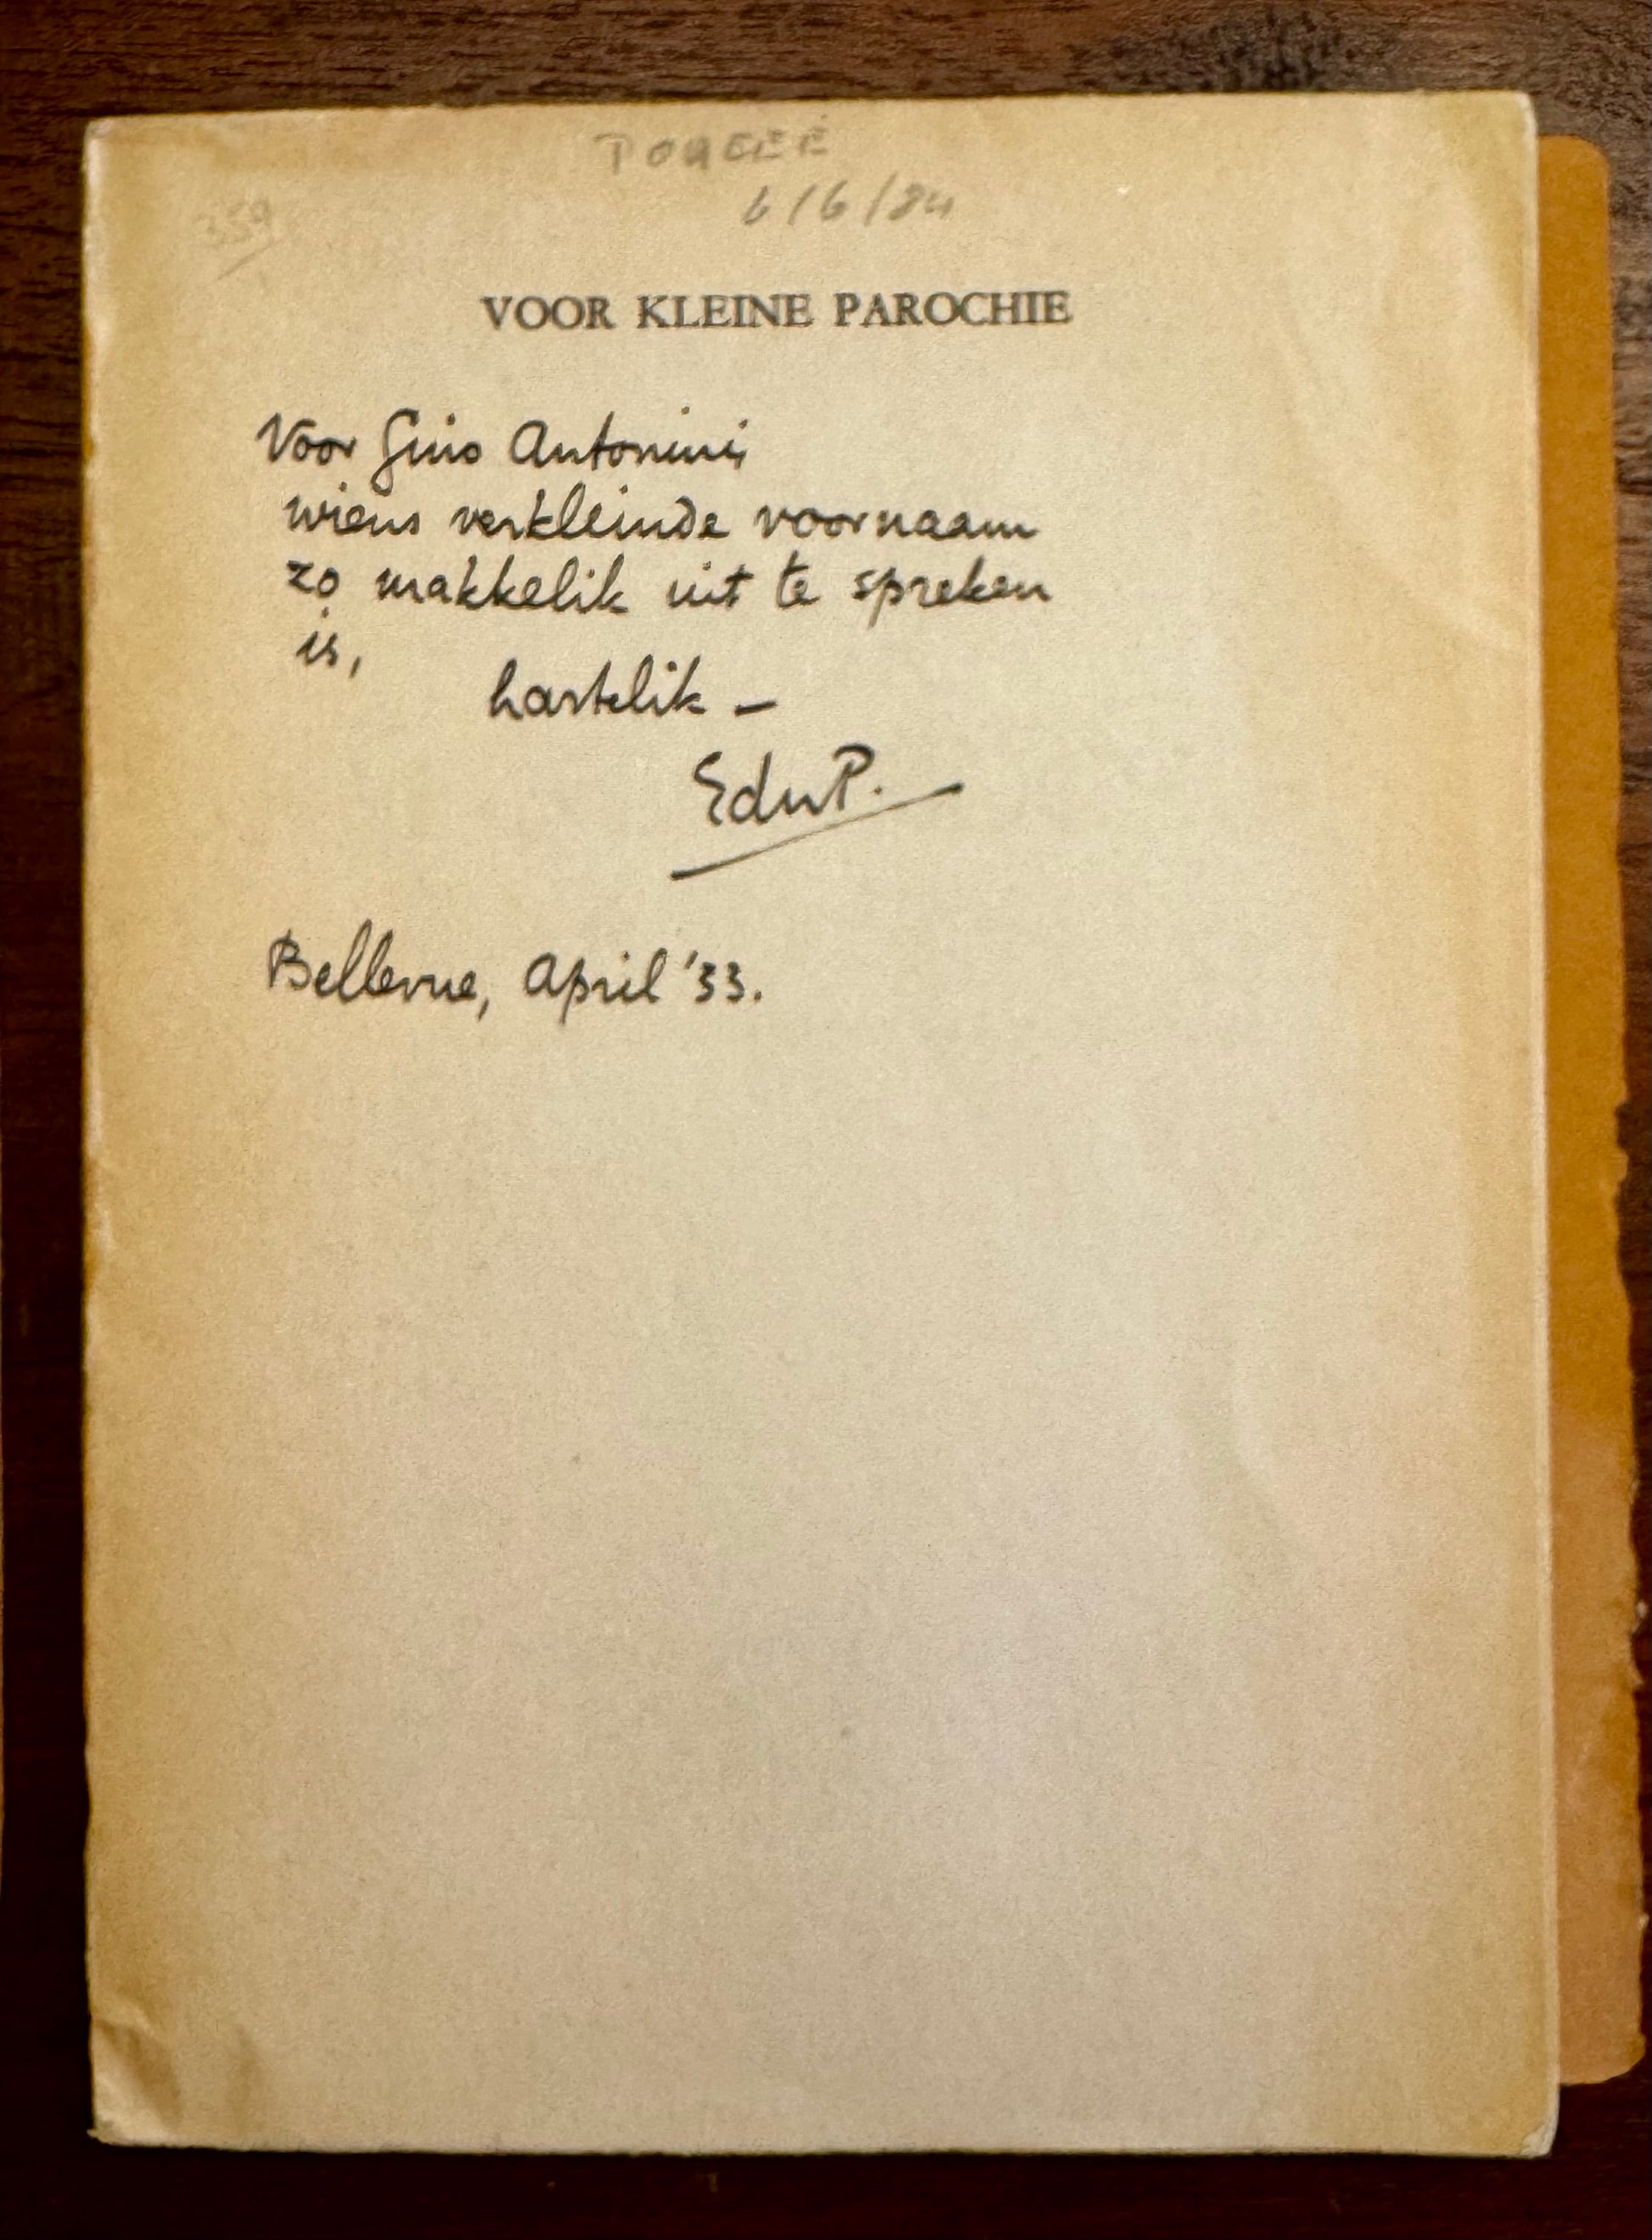 359
6/6/84
VOOR KLEINE PAROCHIE
Voor Gino Antonini
wiens verkleinde voornaam
zo makkelik uit te spreken
is,
hartelik –
EduP.
Bellevue, April '33.